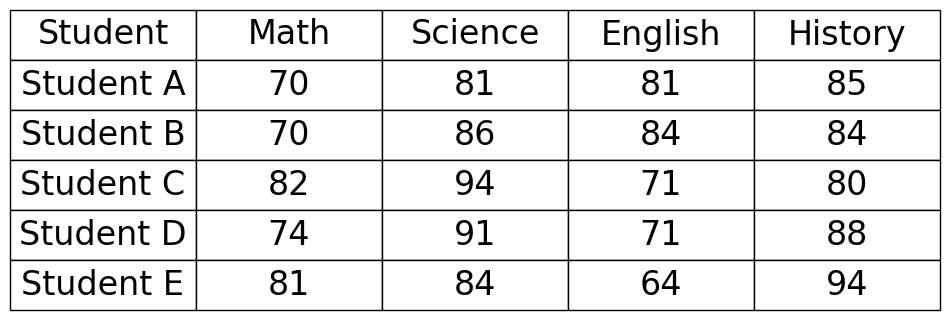 Student Math Science English History
Student A 70 81 81 85
Student B 70 86 84 84
Student C 82 94 71 80
Student D 74 91 71 88
Student E 81 84 64 94